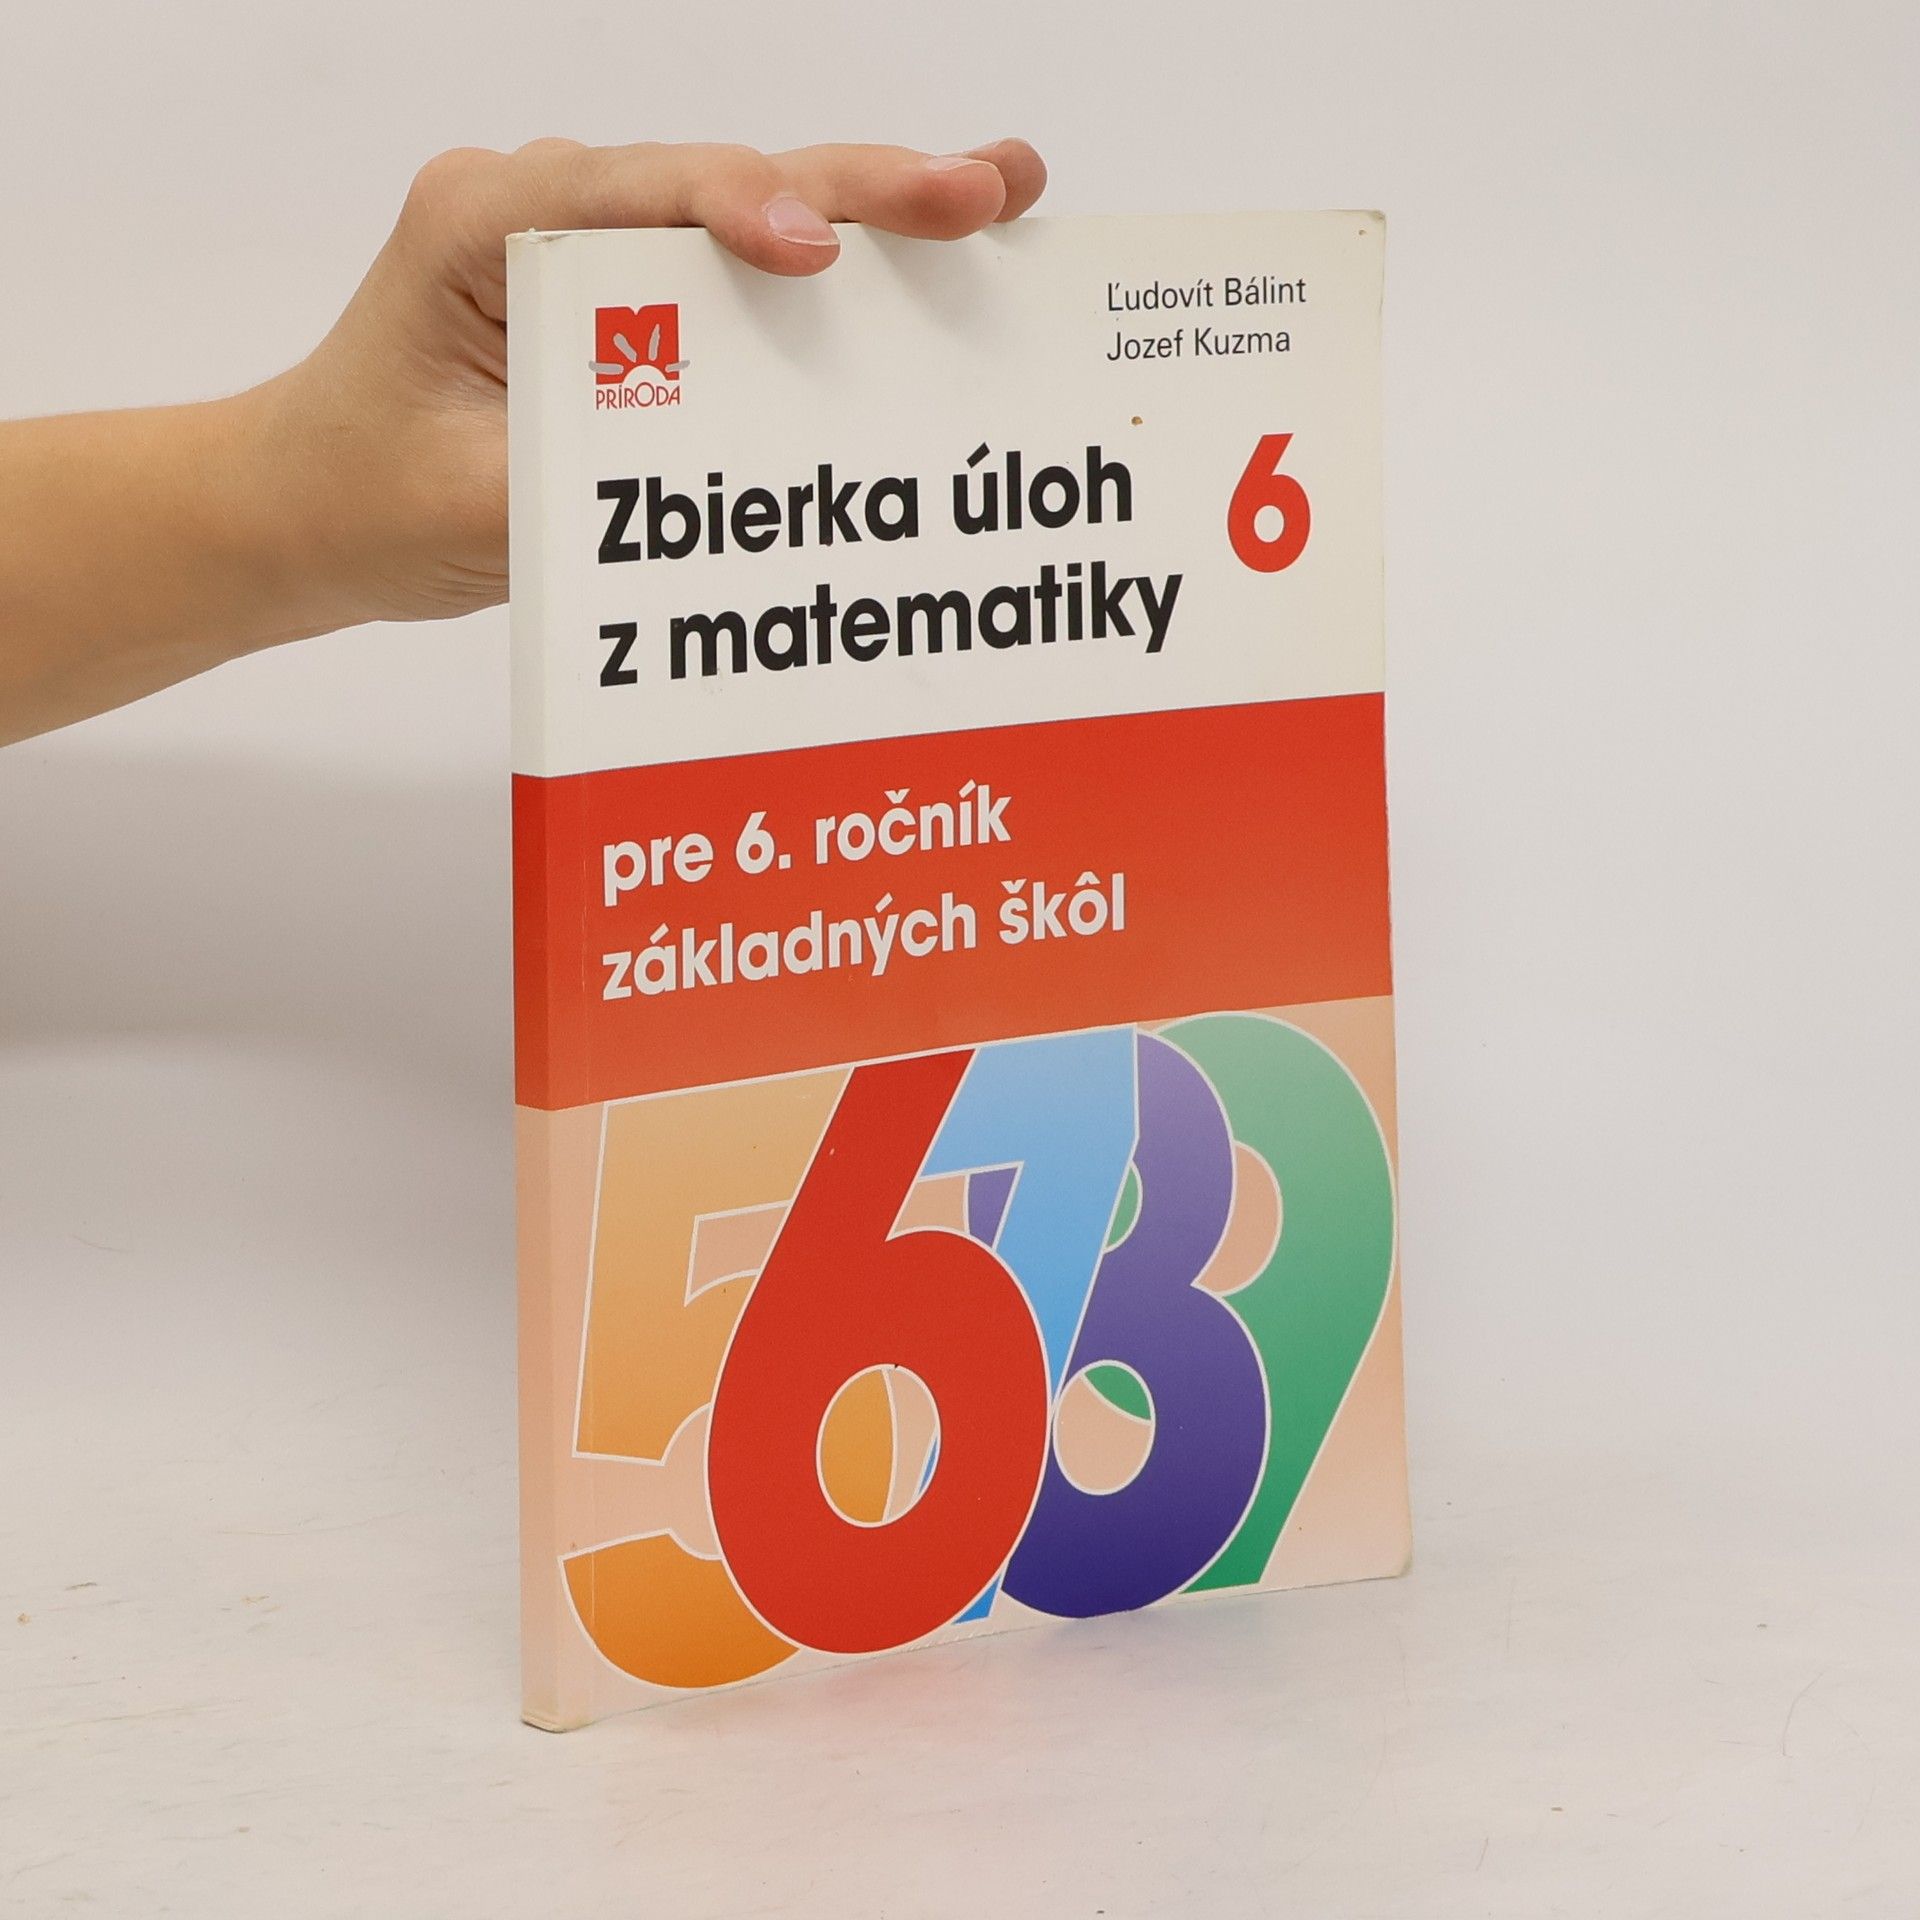 PRÍRODA
Ľudovít Bálint
Jozef Kuzma
Zbierka úloh 6
z matematiky
pre 6. ročník
základných škôl
5 6 7 8 9